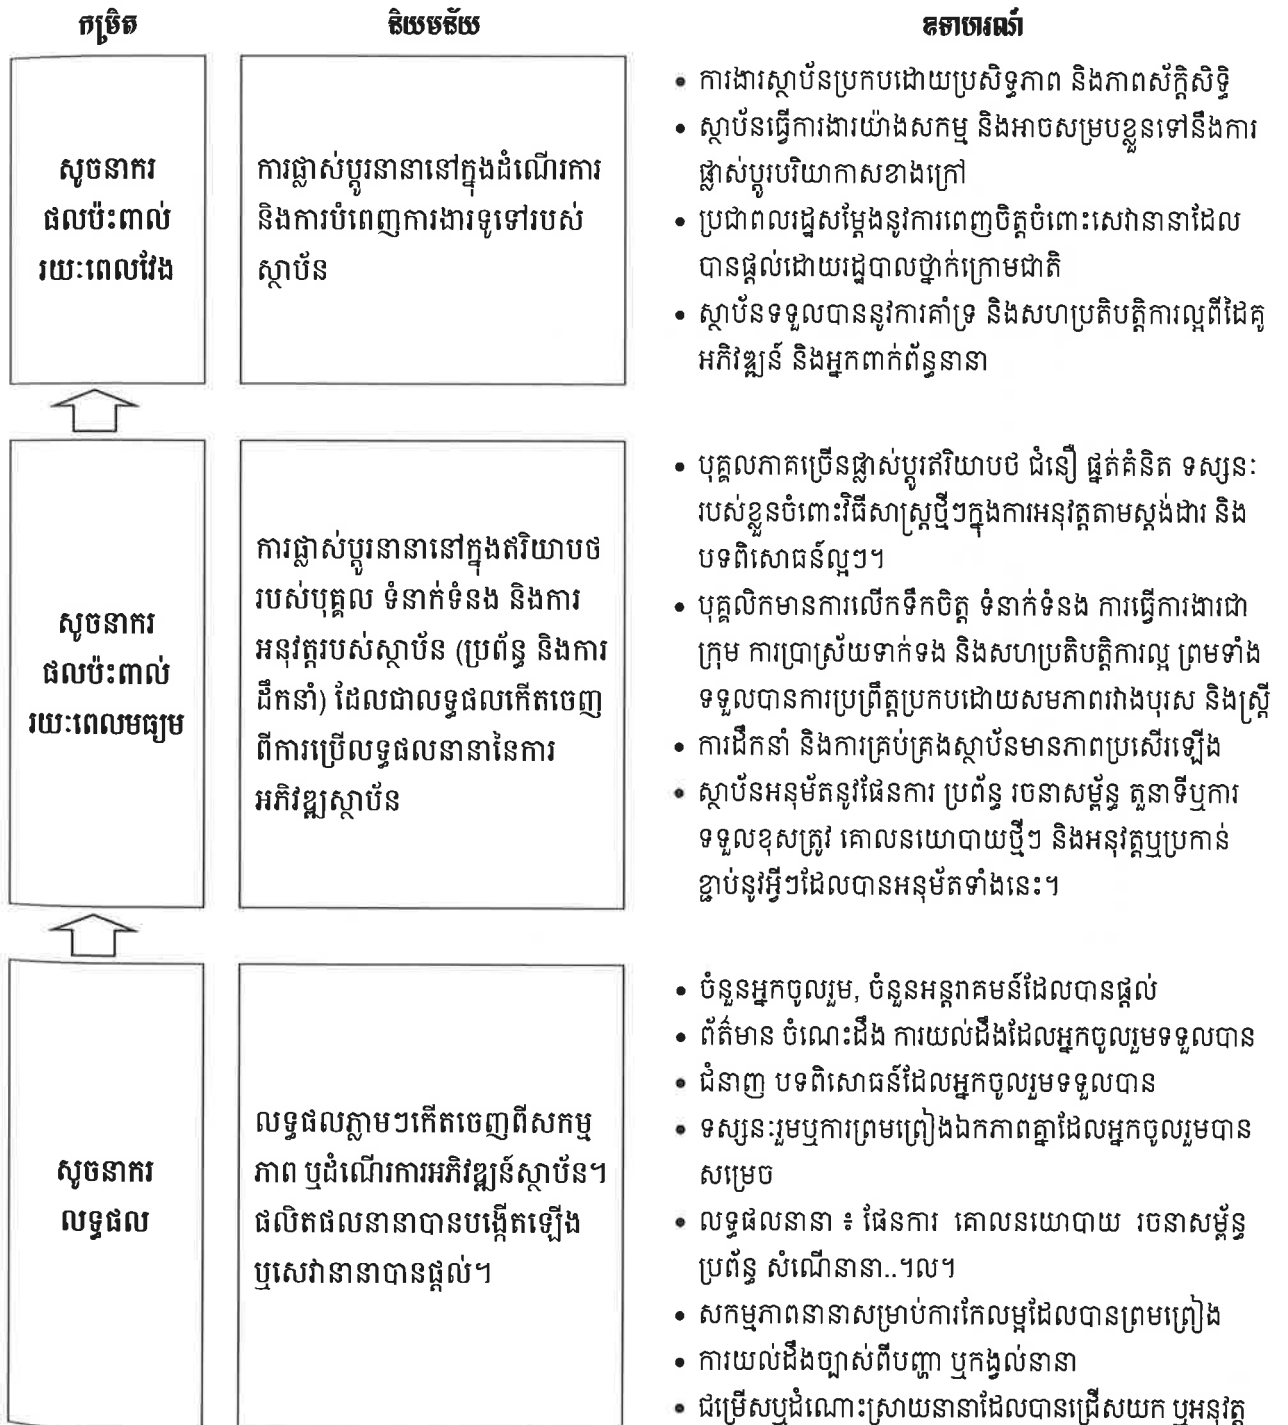 កម្រិត
និយមន័យ
ឧទាហរណ៍
សូចនាករ
ផលប៉ះពាល់
រយៈពេលវែង
ការផ្លាស់ប្តូរនានានៅក្នុងដំណើរការ
និងការបំពេញការងារទូទៅរបស់
ស្ថាប័ន
• ការងារស្ថាប័នប្រកបដោយប្រសិទ្ធភាព និងភាពស័ក្តិសិទ្ធិ
• ស្ថាប័នធ្វើការងារយ៉ាងសកម្ម និងអាចសម្របខ្លួនទៅនឹងការ
ផ្លាស់ប្តូរបរិយាកាសខាងក្រៅ
• ប្រជាពលរដ្ឋសម្តែងនូវការពេញចិត្តចំពោះសេវានានាដែល
បានផ្តល់ដោយរដ្ឋបាលថ្នាក់ក្រោមជាតិ
• ស្ថាប័នទទួលបាននូវការគាំទ្រ និងសហប្រតិបត្តិការល្អពីដៃគូ
អភិវឌ្ឍន៍ និងអ្នកពាក់ព័ន្ធនានា
សូចនាករ
ផលប៉ះពាល់
រយៈពេលមធ្យម
ការផ្លាស់ប្តូរនានានៅក្នុងឥរិយាបថ
របស់បុគ្គល ទំនាក់ទំនង និងការ
អនុវត្តរបស់ស្ថាប័ន (ប្រព័ន្ធ និងការ
ដឹកនាំ) ដែលជាលទ្ធផលកើតចេញ
ពីការប្រើលទ្ធផលនានានៃការ
អភិវឌ្ឍស្ថាប័ន
• បុគ្គលភាគច្រើនផ្លាស់ប្តូរឥរិយាបថ ជំនឿ ផ្នត់គំនិត ទស្សនៈ
របស់ខ្លួនចំពោះវិធីសាស្ត្រថ្មីៗក្នុងការអនុវត្តតាមស្តង់ដារ និង
បទពិសោធន៍ល្អៗ។
• បុគ្គលិកមានការលើកទឹកចិត្ត ទំនាក់ទំនង ការធ្វើការងារជា
ក្រុម ការប្រាស្រ័យទាក់ទង និងសហប្រតិបត្តិការល្អ ព្រមទាំង
ទទួលបានការប្រព្រឹត្តប្រកបដោយសមភាពរវាងបុរស និងស្ត្រី
• ការដឹកនាំ និងការគ្រប់គ្រងស្ថាប័នមានភាពប្រសើរឡើង
• ស្ថាប័នអនុម័តនូវផែនការ ប្រព័ន្ធ រចនាសម្ព័ន្ធ តួនាទីឬការ
ទទួលខុសត្រូវ គោលនយោបាយថ្មីៗ និងអនុវត្តឬប្រកាន់
ខ្ជាប់នូវអ្វីៗដែលបានអនុម័តទាំងនេះ។
សូចនាករ
លទ្ធផល
លទ្ធផលភ្លាមៗកើតចេញពីសកម្ម
ភាព ឬដំណើរការអភិវឌ្ឍន៍ស្ថាប័ន។
ផលិតផលនានាបានបង្កើតឡើង
ឬសេវានានាបានផ្តល់។
• ចំនួនអ្នកចូលរួម, ចំនួនអន្តរាគមន៍ដែលបានផ្តល់
• ព័ត៌មាន ចំណេះដឹង ការយល់ដឹងដែលអ្នកចូលរួមទទួលបាន
• ជំនាញ បទពិសោធន៍ដែលអ្នកចូលរួមទទួលបាន
• ទស្សនៈរួមឬការព្រមព្រៀងឯកភាពគ្នាដែលអ្នកចូលរួមបាន
សម្រេច
• លទ្ធផលនានា ៖ ផែនការ គោលនយោបាយ រចនាសម្ព័ន្ធ
ប្រព័ន្ធ សំណើនានា..។ល។
• សកម្មភាពនានាសម្រាប់ការកែលម្អដែលបានព្រមព្រៀង
• ការយល់ដឹងច្បាស់ពីបញ្ហា ឬកង្វល់នានា
• ជម្រើសឬដំណោះស្រាយនានាដែលបានជ្រើសយក ឬអនុវត្ត